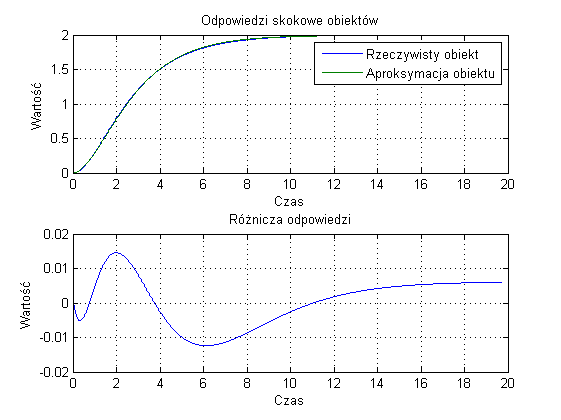 Odpowiedzi skokowe obiektów
2
1.5
1
0.5
0
Wartość
Rzeczywisty obiekt
Aproksymacja obiektu
0 2 4 6 8 10 12 14 16 18 20
Czas
Różnicza odpowiedzi
0.02
0.01
0
-0.01
-0.02
Wartość
0 2 4 6 8 10 12 14 16 18 20
Czas